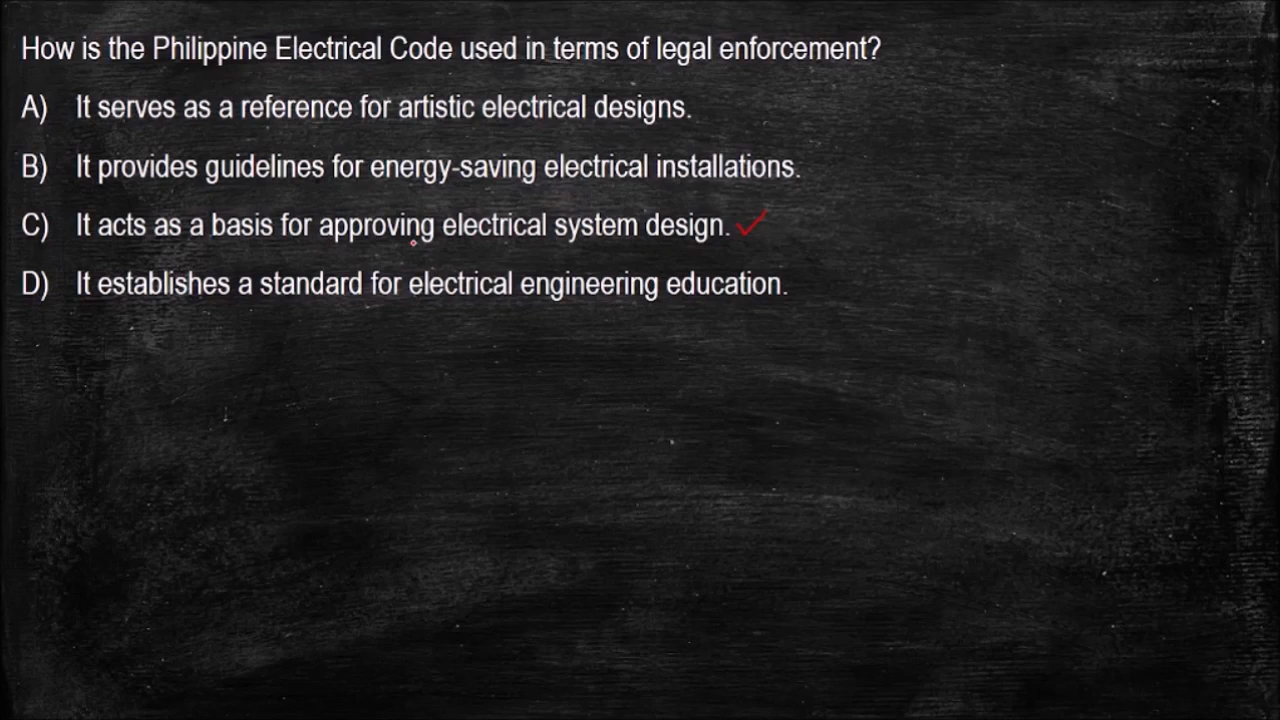 How is the Philippine Electrical Code used in terms of legal enforcement?
A) It serves as a reference for artistic electrical designs.
B) It provides guidelines for energy-saving electrical installations.
C) It acts as a basis for approving electrical system design.
D) It establishes a standard for electrical engineering education.